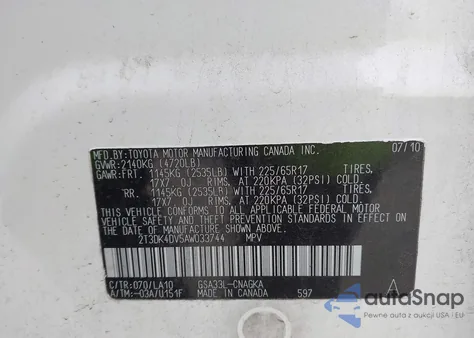 MFD.BY:TOYOTA MOTOR MANUFACTURING CANADA INC. 07/10
GVWR:2140KG (4720LB)
GAWR:FRT. 1145KG (2535LB) WITH 225/65R17 TIRES,
17X7 RIMS, AT 220KPA (32PSI) COLD.
RR. 1145KG (2535LB) WITH 225/65R17 TIRES,
17X7 RIMS, AT 220KPA (32PSI) COLD.
THIS VEHICLE CONFORMS TO ALL APPLICABLE FEDERAL MOTOR
VEHICLE SAFETY AND THEFT PREVENTION STANDARDS IN
EFFECT ON THE DATE OF MANUFACTURE SHOWN ABOVE.
2T3DK4DV5AW033744 MPV
C/TR:070/LA10 GSA33L-CNAGKA
A/TM:-03A/U151F MADE IN CANADA 597 A
autoSnap
Pewne auta z USA i EU